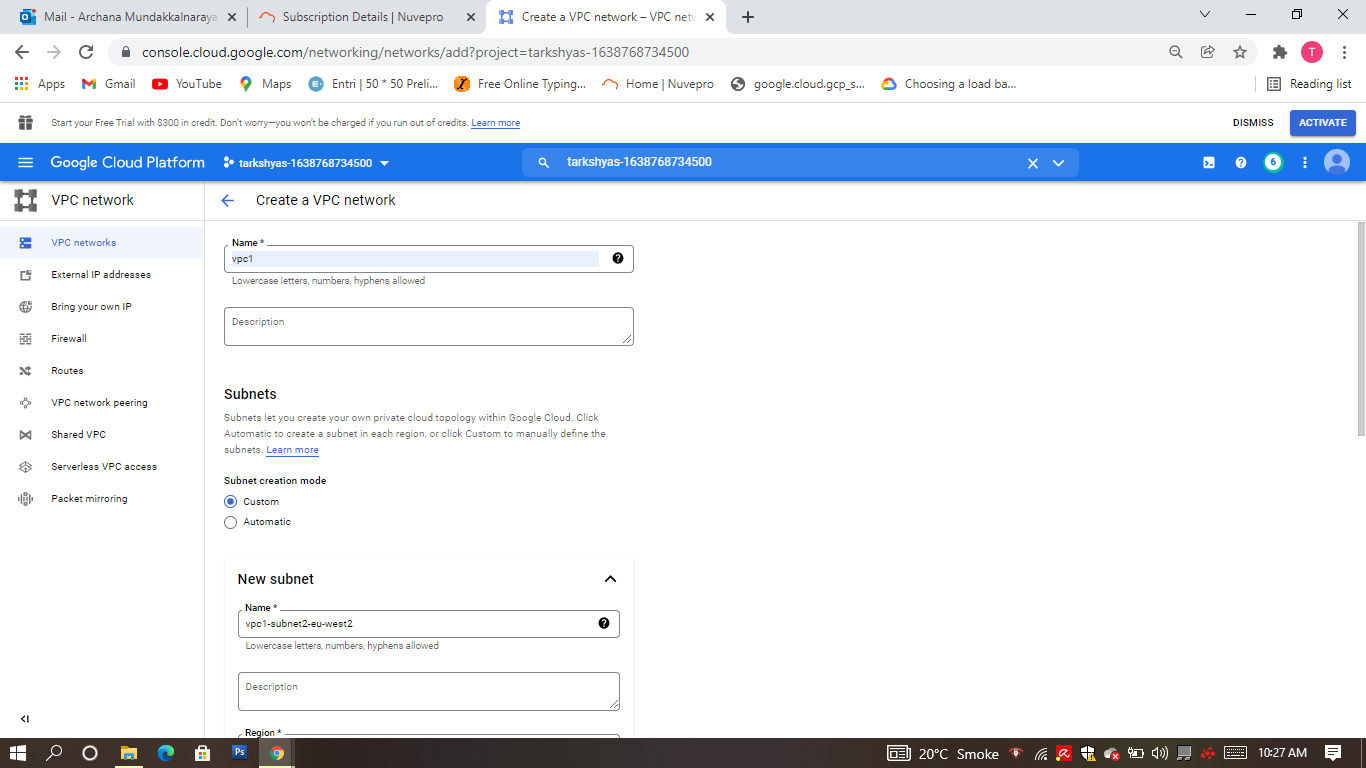 Mail - Archana Mundakkalnaraya
Subscription Details | Nuvepro
Create a VPC network – VPC netw
console.cloud.google.com/networking/networks/add?project=tarkshyas-1638768734500
T
Apps
Gmail
YouTube
Maps
Entri | 50 * 50 Preli...
Free Online Typing...
Home | Nuvepro
google.cloud.gcp_s...
Choosing a load ba...
Reading list
Start your Free Trial with $300 in credit. Don't worry—you won't be charged if you run out of credits. Learn more
DISMISS
ACTIVATE
Google Cloud Platform
tarkshyas-1638768734500
tarkshyas-1638768734500
6
VPC network
Create a VPC network
VPC networks
External IP addresses
Bring your own IP
Firewall
Routes
VPC network peering
Shared VPC
Serverless VPC access
Packet mirroring
Name *
vpc1
Lowercase letters, numbers, hyphens allowed
Description
Subnets
Subnets let you create your own private cloud topology within Google Cloud. Click
Automatic to create a subnet in each region, or click Custom to manually define the
subnets. Learn more
Subnet creation mode
Custom
Automatic
New subnet
Name *
vpc1-subnet2-eu-west2
Lowercase letters, numbers, hyphens allowed
Description
Region *
Ps
20°C Smoke
10:27 AM